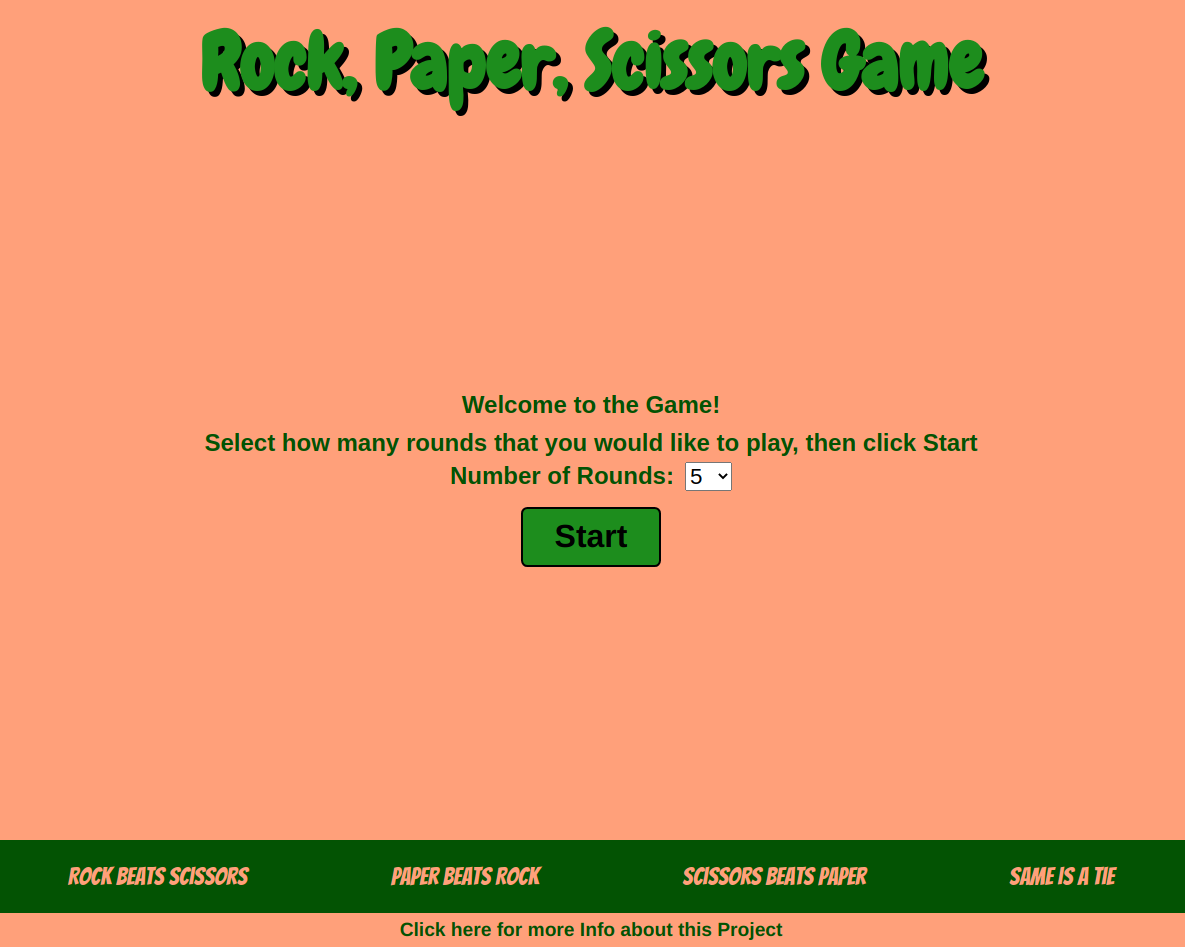 Rock, Paper, Scissors Game
Welcome to the Game!
Select how many rounds that you would like to play, then click Start
Number of Rounds: 5
Start
ROCK BEATS SCISSORS PAPER BEATS ROCK SCISSORS BEATS PAPER SAME IS A TIE
Click here for more Info about this Project